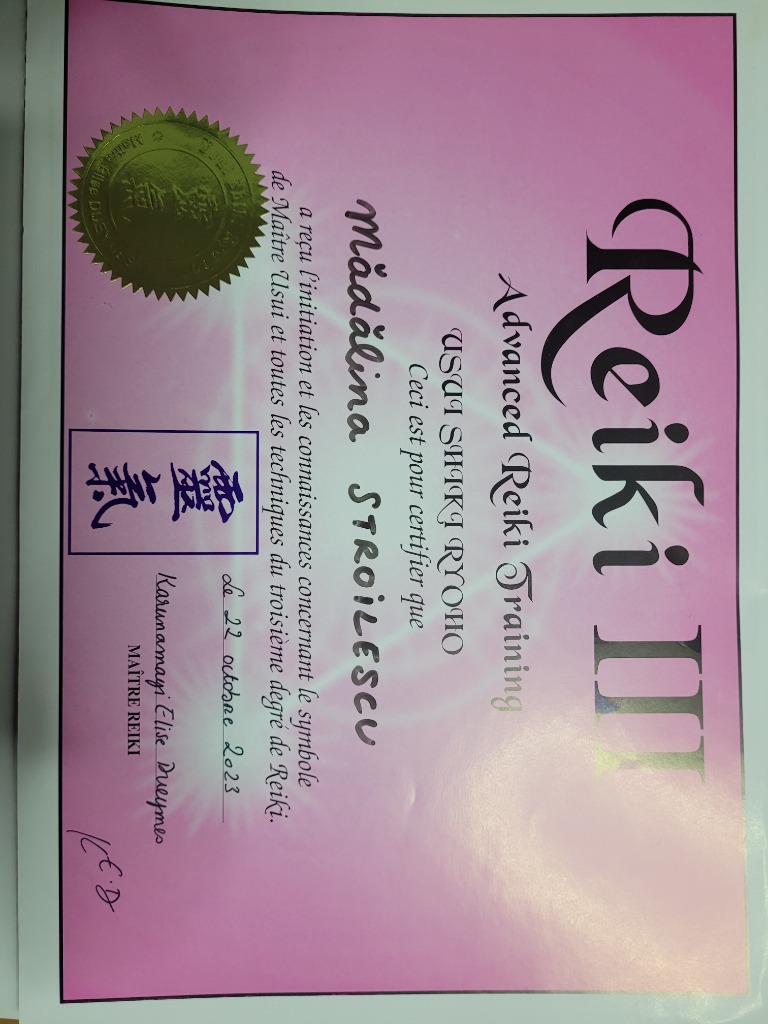 Reiki III
Advanced Reiki Training
USUI SHIKI RYOHO
Ceci est pour certifier que
Mădălina STROILESCU
a reçu l'initiation et les connaissances concernant le symbole
de Maître Usui et toutes les techniques du troisième degré de Reiki.
靈
氣
Le 22 octobre 2023
Karunamayi Elise Dueymes
MAÎTRE REIKI
K.E.D